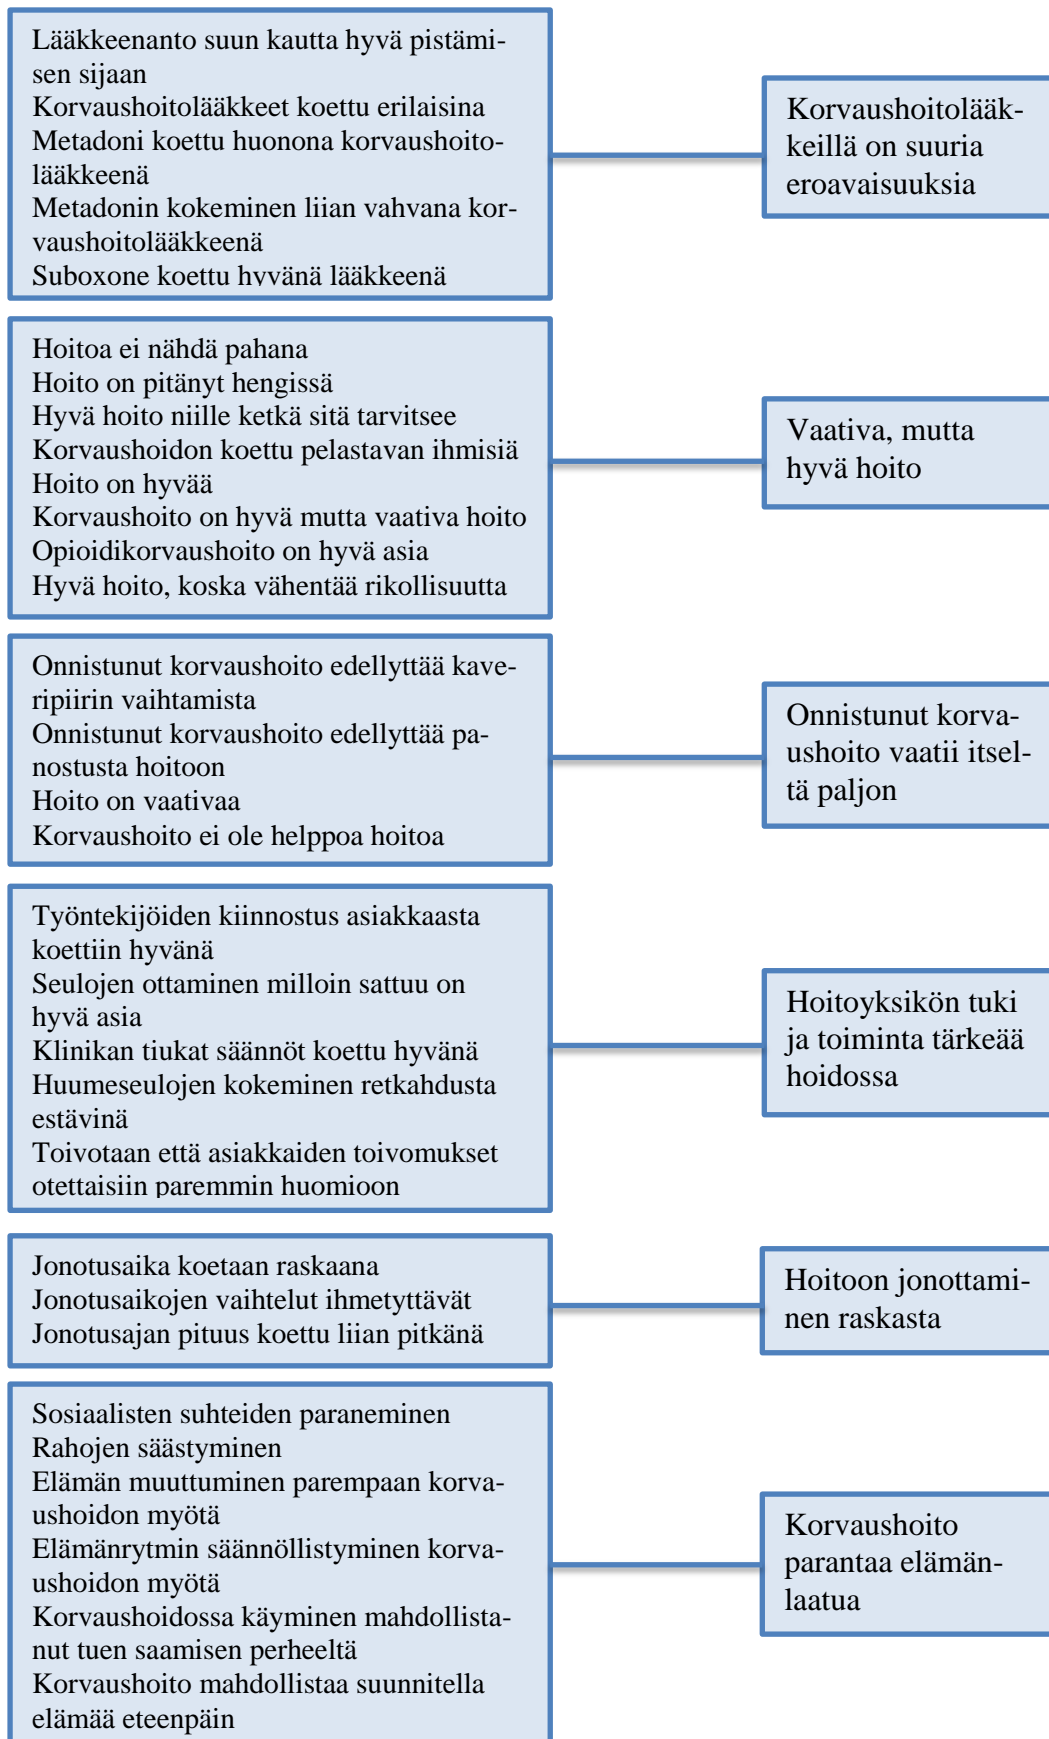 Lääkkeenanto suun kautta hyvä pistämi-
sen sijaan
Korvaushoitolääkkeet koettu erilaisina
Metadoni koettu huonona korvaushoito-
lääkkeenä
Metadonin kokeminen liian vahvana kor-
vaushoitolääkkeenä
Suboxone koettu hyvänä lääkkeenä
Korvaushoitolääk-
keillä on suuria
eroavaisuuksia
Hoitoa ei nähdä pahana
Hoito on pitänyt hengissä
Hyvä hoito niille ketkä sitä tarvitsee
Korvaushoidon koettu pelastavan ihmisiä
Hoito on hyvää
Korvaushoito on hyvä mutta vaativa hoito
Opioidikorvaushoito on hyvä asia
Hyvä hoito, koska vähentää rikollisuutta
Vaativa, mutta
hyvä hoito
Onnistunut korvaushoito edellyttää kave-
ripiirin vaihtamista
Onnistunut korvaushoito edellyttää pa-
nostusta hoitoon
Hoito on vaativaa
Korvaushoito ei ole helppoa hoitoa
Onnistunut korva-
ushoito vaatii itsel-
tä paljon
Työntekijöiden kiinnostus asiakkaasta
koettiin hyvänä
Seulojen ottaminen milloin sattuu on
hyvä asia
Klinikan tiukat säännöt koettu hyvänä
Huumeseulojen kokeminen retkahdusta
estävinä
Toivotaan että asiakkaiden toivomukset
otettaisiin paremmin huomioon
Hoitoyksikön tuki
ja toiminta tärkeää
hoidossa
Jonotusaika koetaan raskaana
Jonotusaikojen vaihtelut ihmetyttävät
Jonotusajan pituus koettu liian pitkänä
Hoitoon jonottami-
nen raskasta
Sosiaalisten suhteiden paraneminen
Rahojen säästyminen
Elämän muuttuminen parempaan korva-
ushoidon myötä
Elämänrytmin säännöllistyminen korva-
ushoidon myötä
Korvaushoidossa käyminen mahdollista-
nut tuen saamisen perheeltä
Korvaushoito mahdollistaa suunnitella
elämää eteenpäin
Korvaushoito
parantaa elämän-
laatua